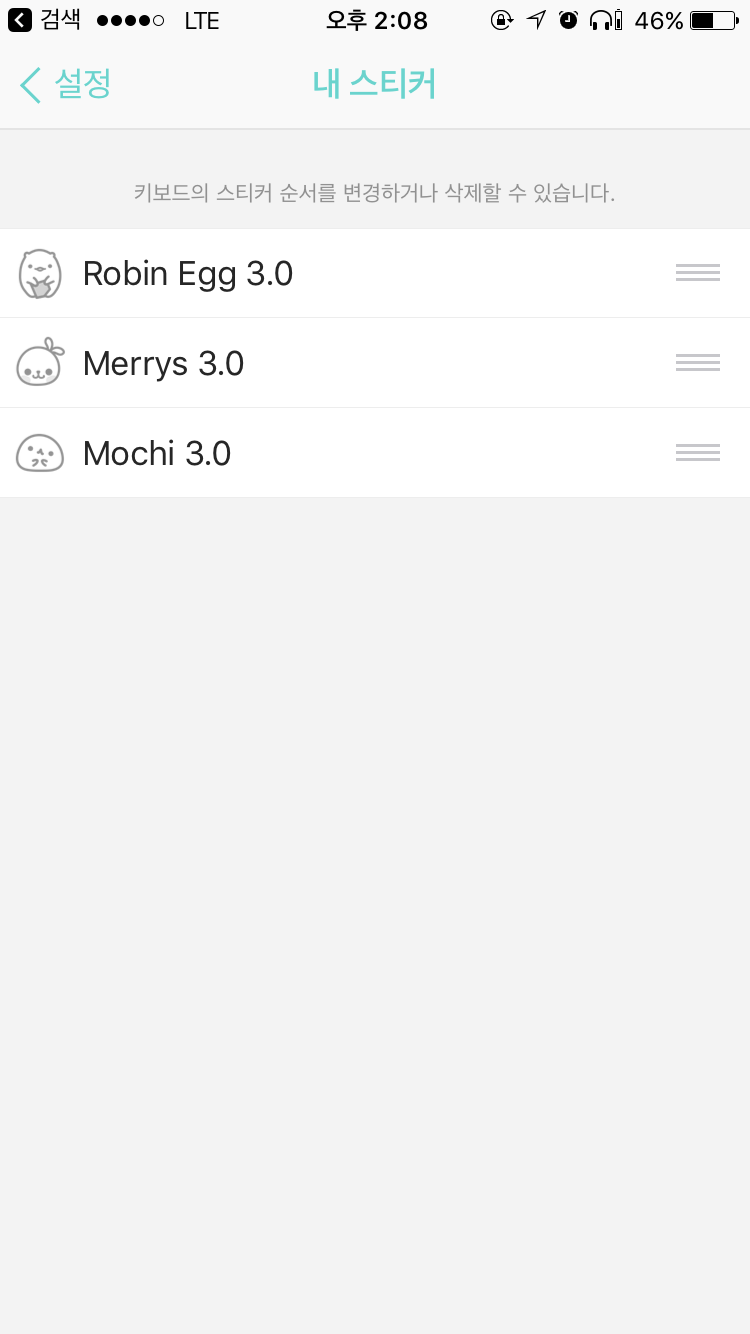 검색 LTE 오후 2:08 46%
설정 내 스티커
키보드의 스티커 순서를 변경하거나 삭제할 수 있습니다.
Robin Egg 3.0
Merrys 3.0
Mochi 3.0